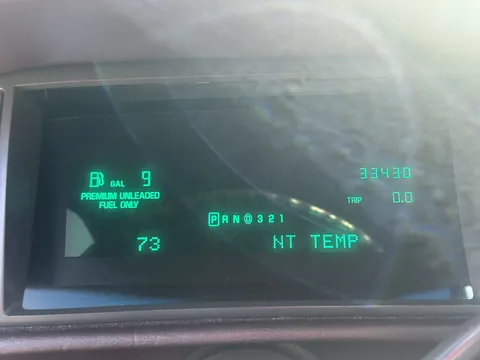 GAL 9
PREMIUM UNLEADED
FUEL ONLY
33430
TRIP 0.0
P R N D 3 2 1
73
NT TEMP